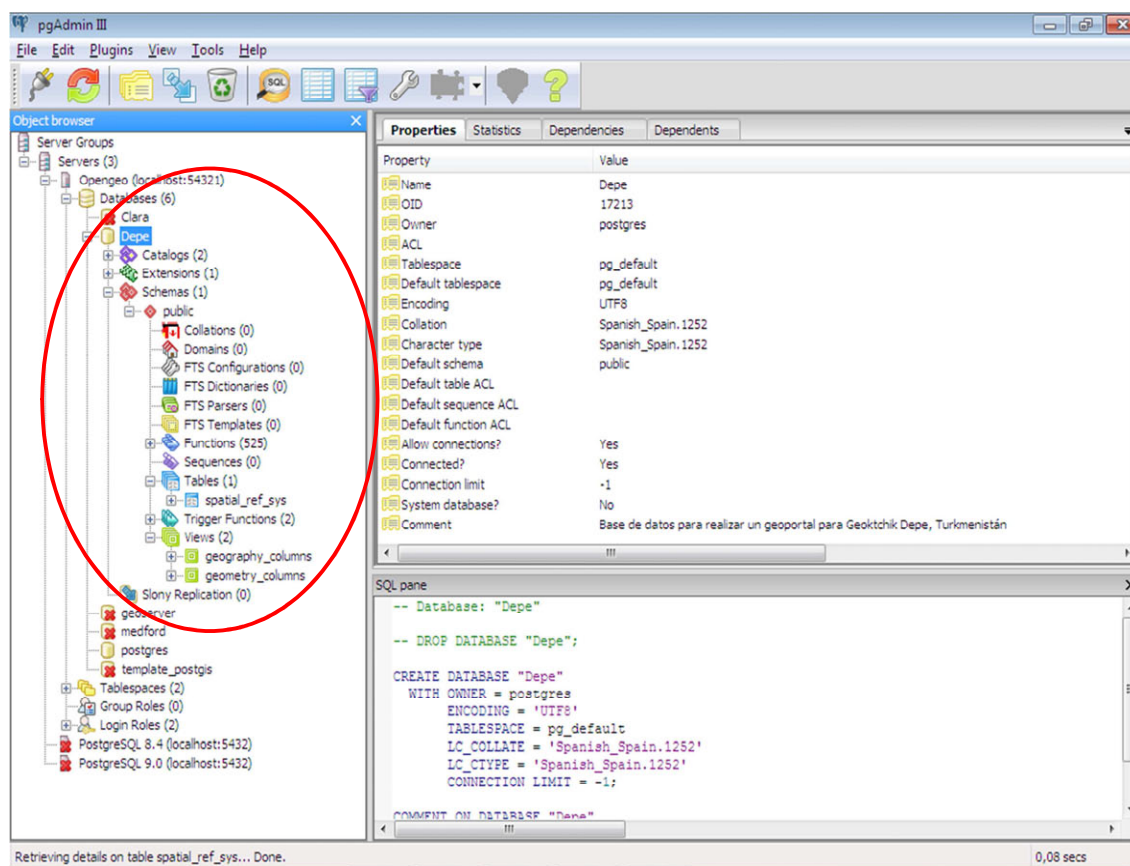 pgAdmin III
File Edit Plugins View Tools Help
SQL
Object browser
Server Groups
Servers (3)
Opengeo (localhost:54321)
Databases (6)
Clara
Depe
Catalogs (2)
Extensions (1)
Schemas (1)
public
Collations (0)
Domains (0)
FTS Configurations (0)
FTS Dictionaries (0)
FTS Parsers (0)
FTS Templates (0)
Functions (525)
Sequences (0)
Tables (1)
spatial_ref_sys
Trigger Functions (2)
Views (2)
geography_columns
geometry_columns
Slony Replication (0)
geoserver
medford
postgres
template_postgis
Tablespaces (2)
Group Roles (0)
Login Roles (2)
PostgreSQL 8.4 (localhost:5432)
PostgreSQL 9.0 (localhost:5432)
Properties Statistics Dependencies Dependents
Property Value
Name Depe
OID 17213
Owner postgres
ACL
Tablespace pg_default
Default tablespace pg_default
Encoding UTF8
Collation Spanish_Spain.1252
Character type Spanish_Spain.1252
Default schema public
Default table ACL
Default sequence ACL
Default function ACL
Allow connections? Yes
Connected? Yes
Connection limit -1
System database? No
Comment Base de datos para realizar un geoportal para Geoktchik Depe, Turkmenistán
SQL pane
-- Database: "Depe"
-- DROP DATABASE "Depe";
CREATE DATABASE "Depe"
WITH OWNER = postgres
ENCODING = 'UTF8'
TABLESPACE = pg_default
LC_COLLATE = 'Spanish_Spain.1252'
LC_CTYPE = 'Spanish_Spain.1252'
CONNECTION LIMIT = -1;
COMMENT ON DATABASE "Depe"
Retrieving details on table spatial_ref_sys... Done. 0,08 secs